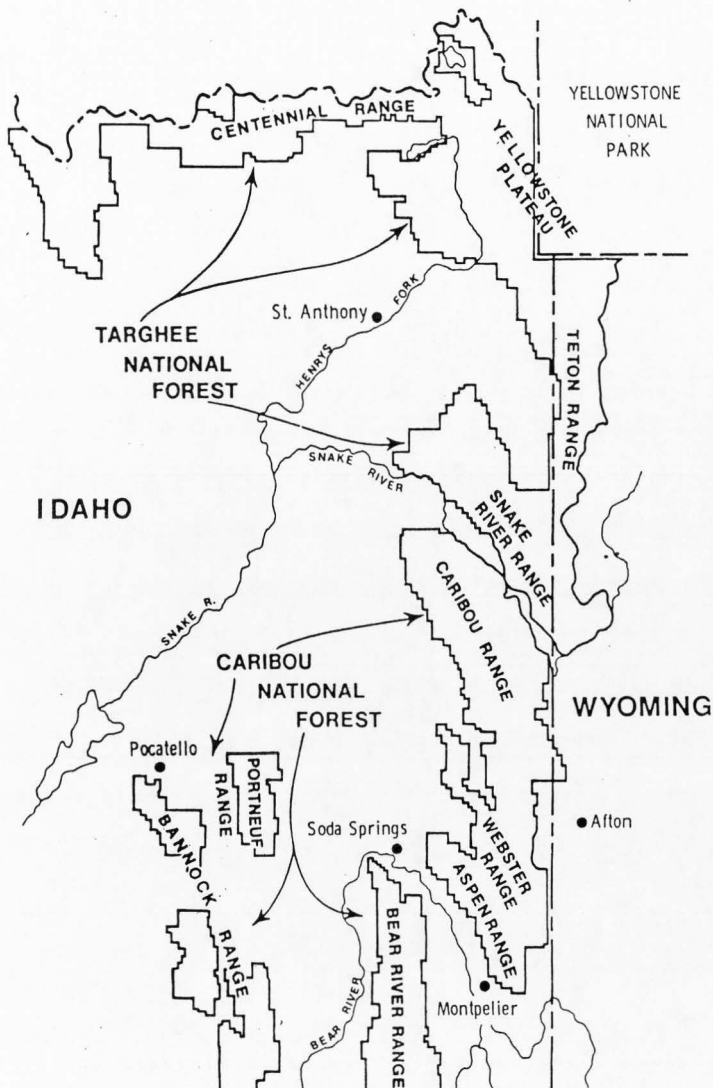 YELLOWSTONE
NATIONAL
PARK
CENTENNIAL RANGE
YELLOWSTONE
PLATEAU
St. Anthony
HENRYS FORK
TARGHEE
NATIONAL
FOREST
TETON RANGE
SNAKE
RIVER
IDAHO
SNAKE
RIVER RANGE
SNAKE R.
CARIBOU RANGE
CARIBOU
NATIONAL
FOREST
WYOMING
Pocatello
PORTNEUF
RANGE
Soda Springs
Afton
BANNOCK RANGE
WEBSTER
RANGE
ASPEN RANGE
BEAR RIVER RANGE
BEAR RIVER
Montpelier